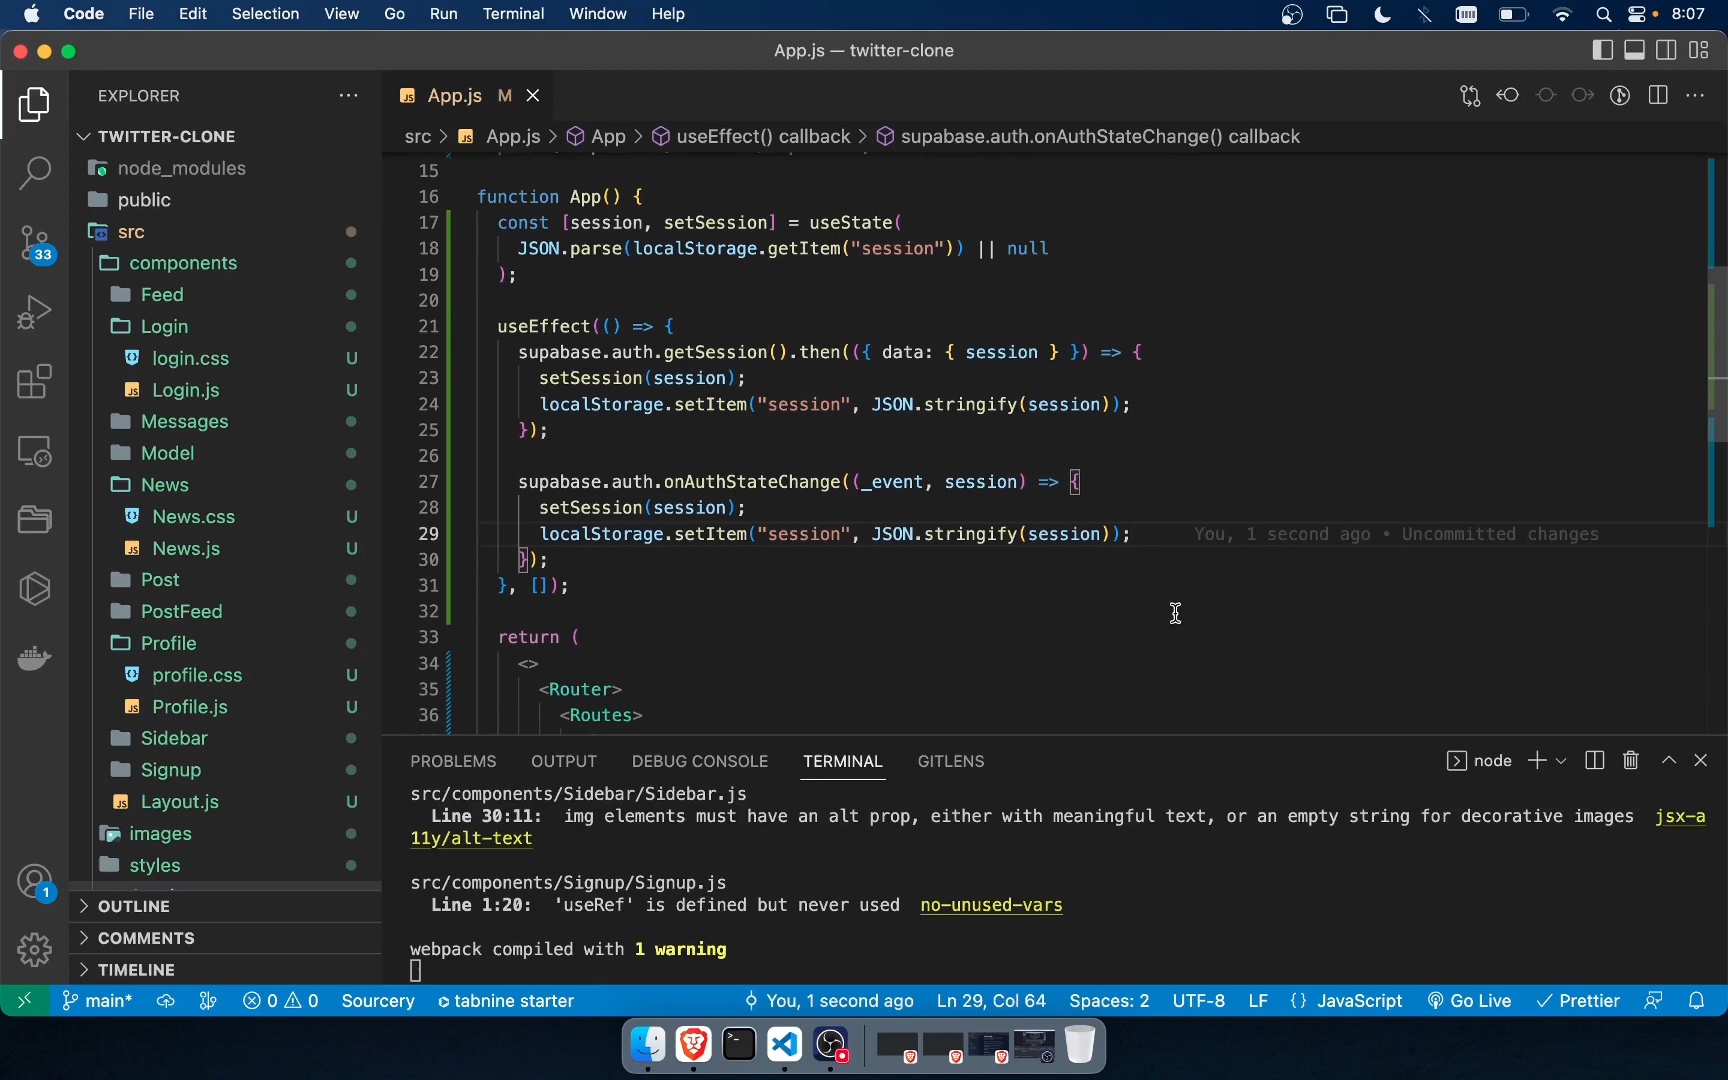 Code File Edit Selection View Go Run Terminal Window Help 8:07
App.js — twitter-clone
EXPLORER
TWITTER-CLONE
node_modules
public
src
components
Feed
Login
login.css U
Login.js U
Messages
Model
News
News.css U
News.js U
Post
PostFeed
Profile
profile.css U
Profile.js U
Sidebar
Signup
Layout.js U
images
styles
OUTLINE
COMMENTS
TIMELINE
33
1
App.js M
src > App.js > App > useEffect() callback > supabase.auth.onAuthStateChange() callback
15
16 function App() {
17 const [session, setSession] = useState(
18 JSON.parse(localStorage.getItem("session")) || null
19 );
20
21 useEffect(() => {
22 supabase.auth.getSession().then(({ data: { session } }) => {
23 setSession(session);
24 localStorage.setItem("session", JSON.stringify(session));
25 });
26
27 supabase.auth.onAuthStateChange((_event, session) => {
28 setSession(session);
29 localStorage.setItem("session", JSON.stringify(session)); You, 1 second ago • Uncommitted changes
30 });
31 }, []);
32
33 return (
34 <>
35 <Router>
36 <Routes>
PROBLEMS OUTPUT DEBUG CONSOLE TERMINAL GITLENS node
src/components/Sidebar/Sidebar.js
Line 30:11: img elements must have an alt prop, either with meaningful text, or an empty string for decorative images jsx-a
11y/alt-text
src/components/Signup/Signup.js
Line 1:20: 'useRef' is defined but never used no-unused-vars
webpack compiled with 1 warning
main* 0 0 Sourcery tabnine starter You, 1 second ago Ln 29, Col 64 Spaces: 2 UTF-8 LF {} JavaScript Go Live Prettier